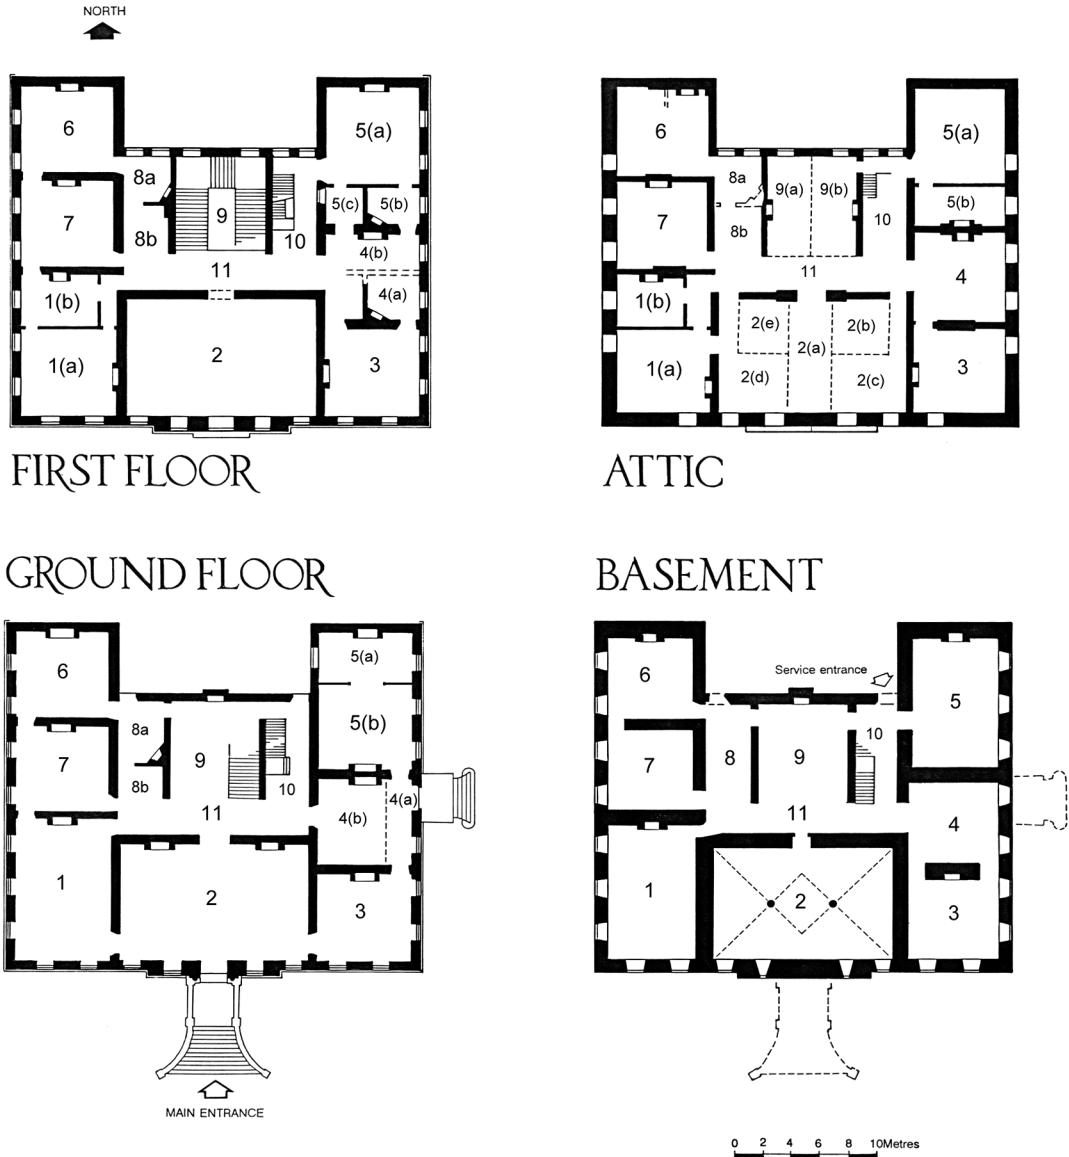 NORTH
6
5(a)
8a
7
5(c)
5(b)
9
8b
10
4(b)
11
1(b)
4(a)
2
1(a)
3
FIRST FLOOR
6
5(a)
8a
9(a)
9(b)
5(b)
7
10
8b
11
4
1(b)
2(e)
2(b)
2(a)
1(a)
2(d)
2(c)
3
ATTIC
GROUND FLOOR
6
5(a)
8a
5(b)
7
9
8b
10
4(a)
11
4(b)
1
2
3
MAIN ENTRANCE
BASEMENT
Service entrance
6
5
10
7
8
9
11
4
1
2
3
0 2 4 6 8 10Metres